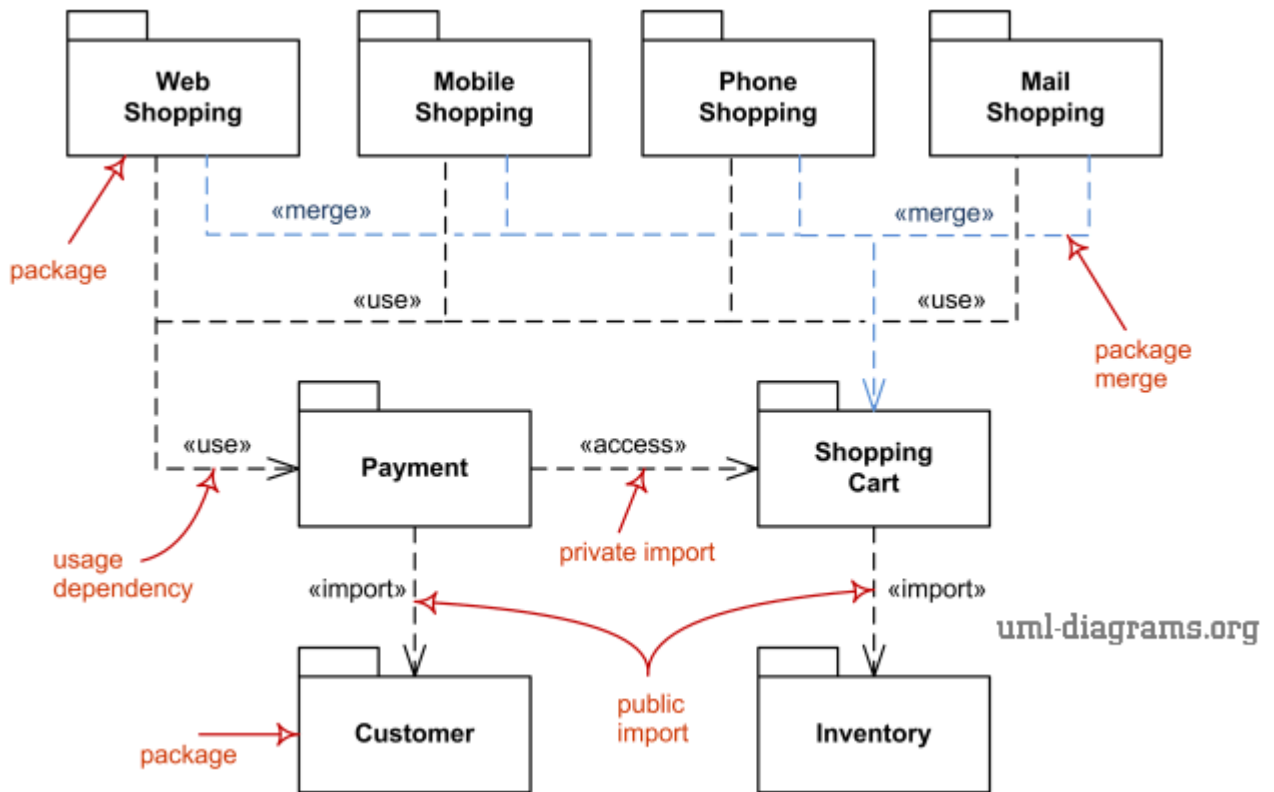 Web
Shopping
Mobile
Shopping
Phone
Shopping
Mail
Shopping
«merge»
«merge»
package
«use»
«use»
package
merge
«use»
Payment
«access»
Shopping
Cart
usage
dependency
private import
«import»
«import»
uml-diagrams.org
public
import
package
Customer
Inventory